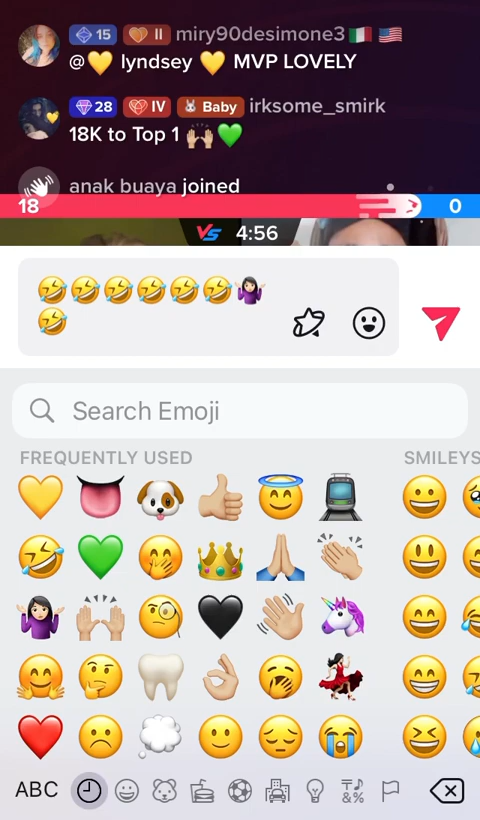 15 II miry90desimone3
@💛 lyndsey 💛 MVP LOVELY
28 IV Baby irksome_smirk
18K to Top 1 🙌🏼💚
anak buaya joined
18 0
VS 4:56
🤣🤣🤣🤣🤣🤣🤷🏻‍♀️
🤣
Search Emoji
FREQUENTLY USED SMILEYS
ABC